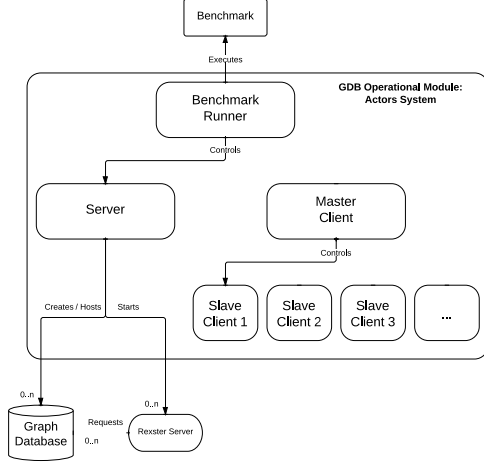 Benchmark
Executes
GDB Operational Module:
Actors System
Benchmark
Runner
Controls
Server
Master
Client
Controls
Slave
Client 1
Slave
Client 2
Slave
Client 3
...
Creates / Hosts
Starts
0..n
0..n
Graph
Database
Requests
0..n
Rexster Server